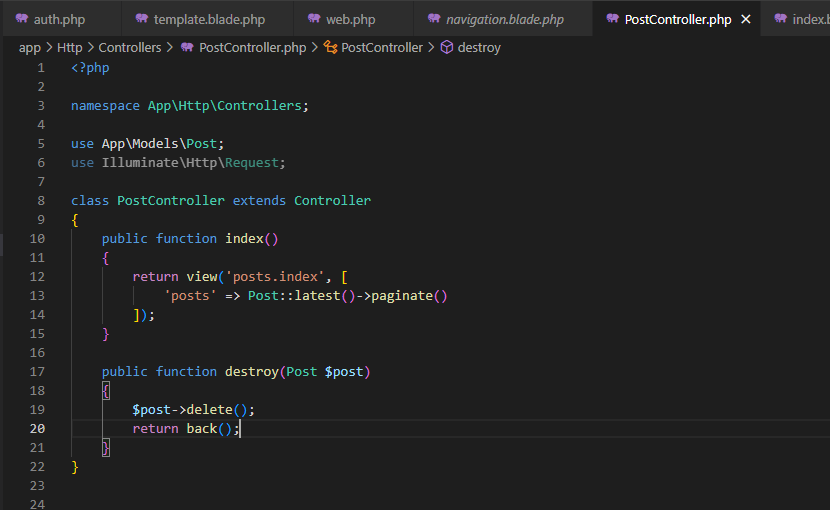 auth.php template.blade.php web.php navigation.blade.php PostController.php × index.b
app > Http > Controllers > PostController.php > PostController > destroy
1 <?php
2
3 namespace App\Http\Controllers;
4
5 use App\Models\Post;
6 use Illuminate\Http\Request;
7
8 class PostController extends Controller
9 {
10     public function index()
11     {
12         return view('posts.index', [
13             'posts' => Post::latest()->paginate()
14         ]);
15     }
16
17     public function destroy(Post $post)
18     {
19         $post->delete();
20         return back();
21     }
22 }
23
24